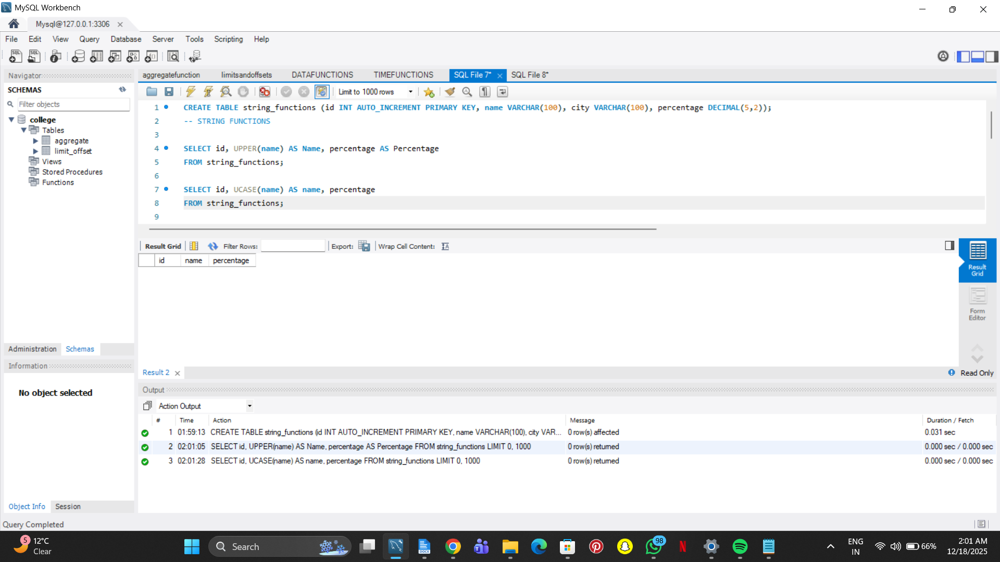 MySQL Workbench
Mysql@127.0.0.1:3306
File Edit View Query Database Server Tools Scripting Help
Navigator
SCHEMAS
Filter objects
college
Tables
aggregate
limit_offset
Views
Stored Procedures
Functions
Administration Schemas
Information
No object selected
Object Info Session
aggregatefunction limitsandoffsets DATAFUNCTIONS TIMEFUNCTIONS SQL File 7* SQL File 8*
Limit to 1000 rows
1 CREATE TABLE string_functions (id INT AUTO_INCREMENT PRIMARY KEY, name VARCHAR(100), city VARCHAR(100), percentage DECIMAL(5,2));
2 -- STRING FUNCTIONS
3
4 SELECT id, UPPER(name) AS Name, percentage AS Percentage
5 FROM string_functions;
6
7 SELECT id, UCASE(name) AS name, percentage
8 FROM string_functions;
9
Result Grid Filter Rows: Export: Wrap Cell Content:
id name percentage
Result Grid
Form Editor
Result 2
Read Only
Output
Action Output
# Time Action Message Duration / Fetch
1 01:59:13 CREATE TABLE string_functions (id INT AUTO_INCREMENT PRIMARY KEY, name VARCHAR(100), city VAR... 0 row(s) affected 0.031 sec
2 02:01:05 SELECT id, UPPER(name) AS Name, percentage AS Percentage FROM string_functions LIMIT 0, 1000 0 row(s) returned 0.000 sec / 0.000 sec
3 02:01:28 SELECT id, UCASE(name) AS name, percentage FROM string_functions LIMIT 0, 1000 0 row(s) returned 0.000 sec / 0.000 sec
Query Completed
5
12°C
Clear
Search
DOCX
98
ENG
IN
66%
2:01 AM
12/18/2025